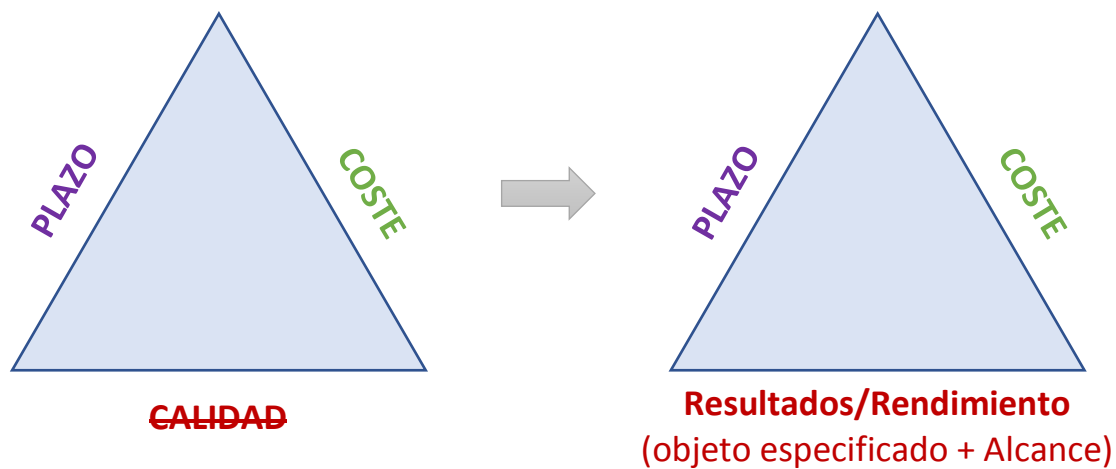 PLAZO
COSTE
CALIDAD
PLAZO
COSTE
Resultados/Rendimiento
(objeto especificado + Alcance)